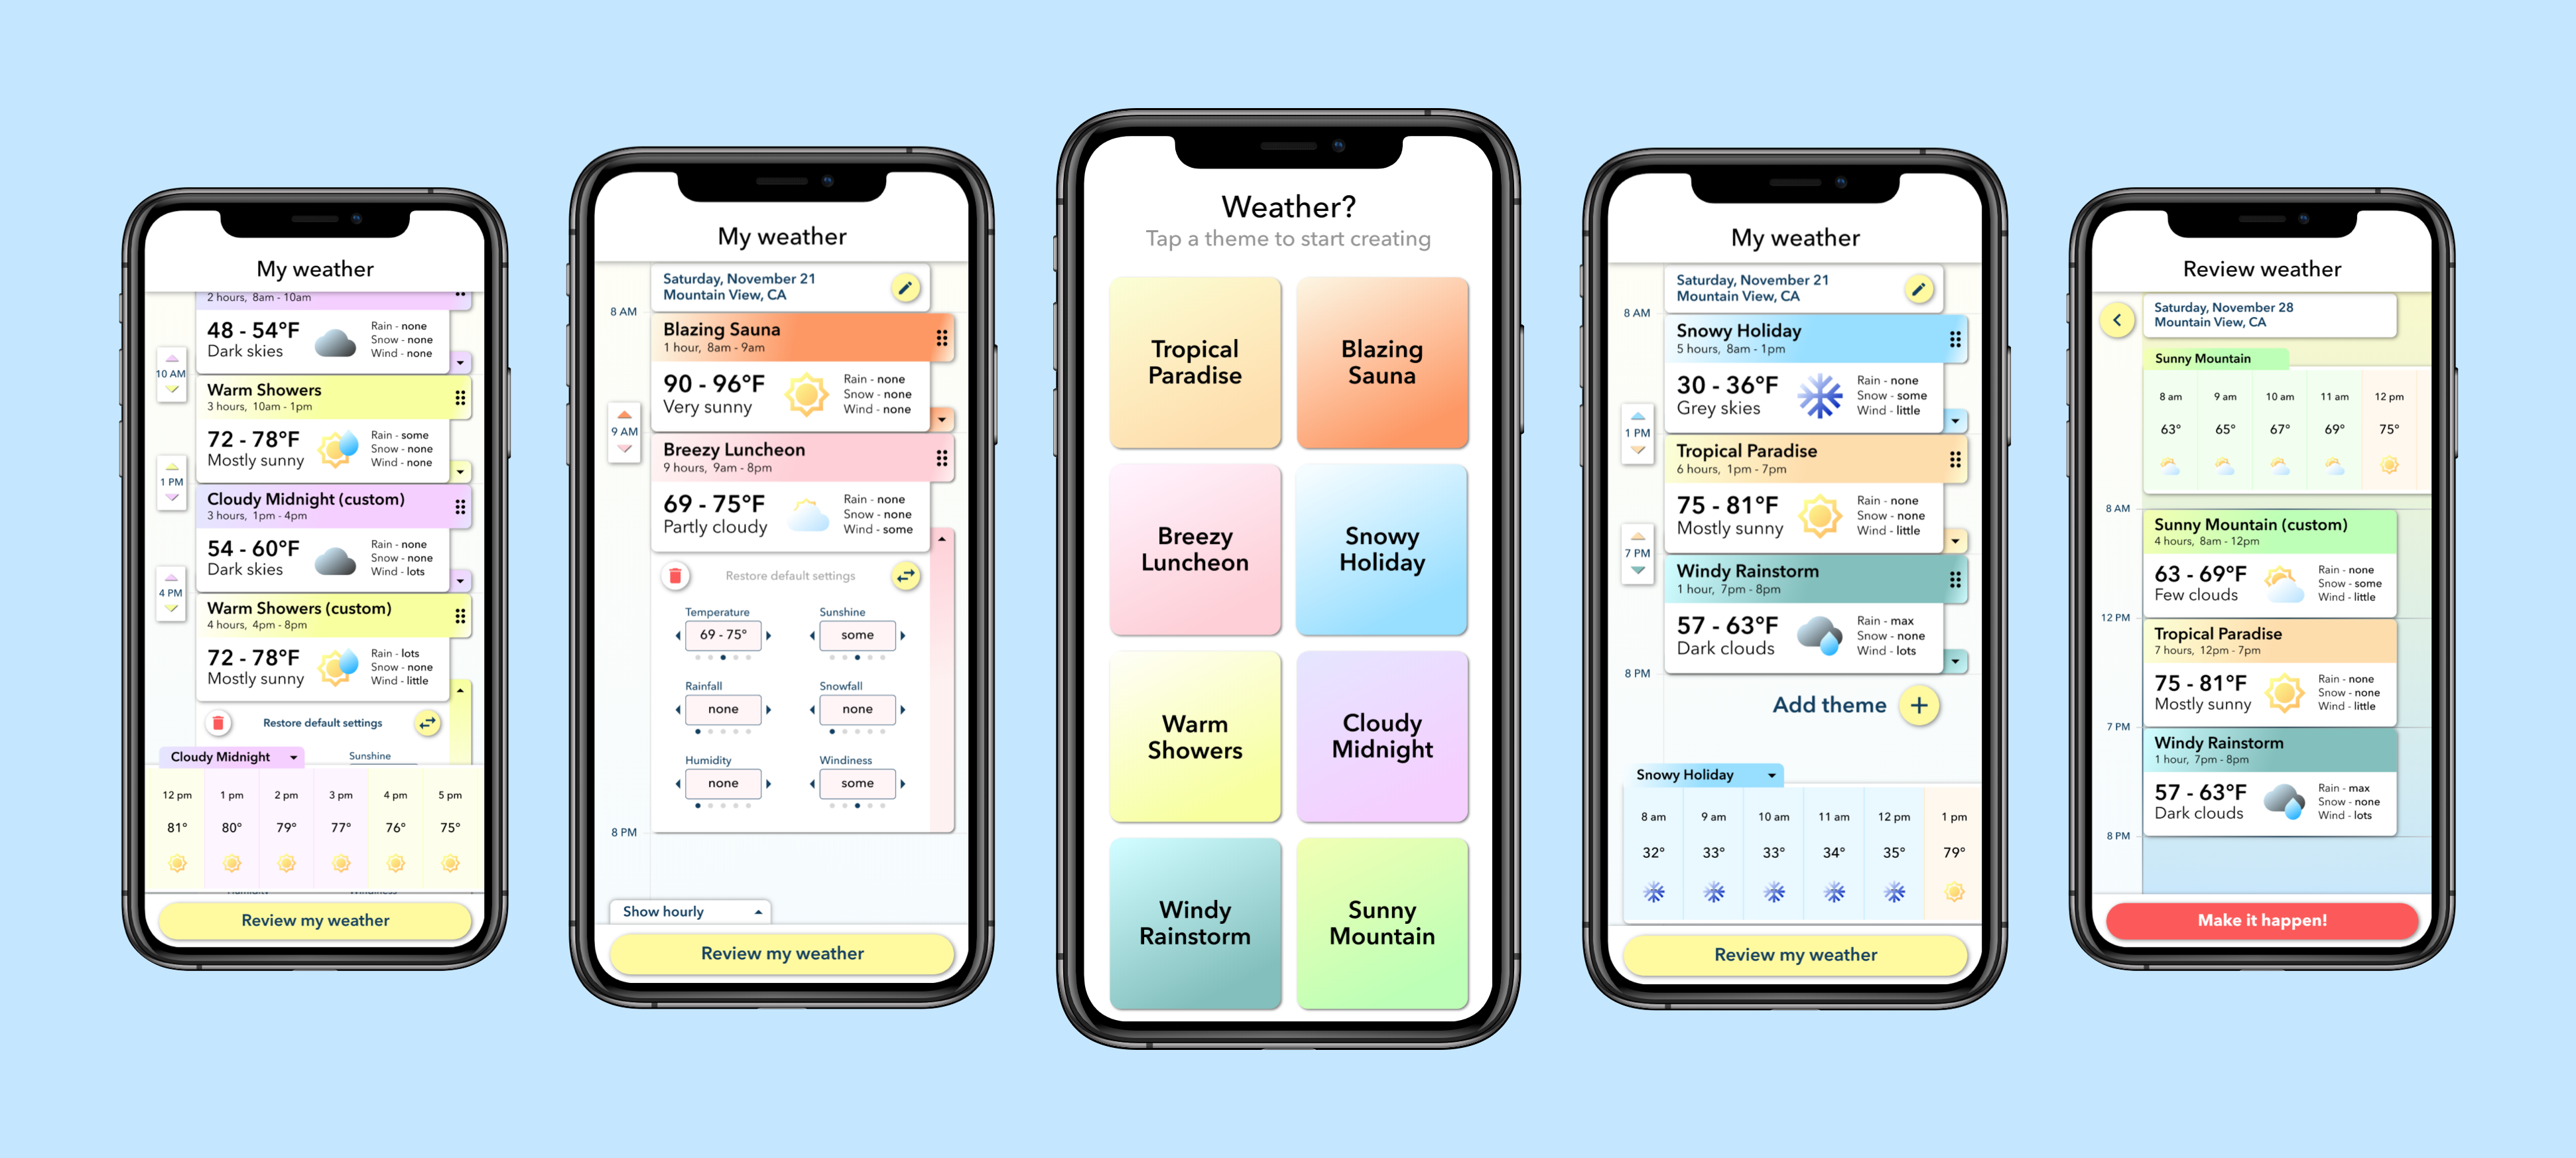 My weather
2 hours, 8am - 10am
48 - 54°F
Dark skies
Rain - none
Snow - none
Wind - none
10 AM
Warm Showers
3 hours, 10am - 1pm
72 - 78°F
Mostly sunny
Rain - some
Snow - none
Wind - none
1 PM
Cloudy Midnight (custom)
3 hours, 1pm - 4pm
54 - 60°F
Dark skies
Rain - none
Snow - none
Wind - lots
4 PM
Warm Showers (custom)
4 hours, 4pm - 8pm
72 - 78°F
Mostly sunny
Rain - lots
Snow - none
Wind - little
Restore default settings
Cloudy Midnight
Sunshine
12 pm 1 pm 2 pm 3 pm 4 pm 5 pm
81° 80° 79° 77° 76° 75°
Humidity Windiness
Review my weather
My weather
Saturday, November 21
Mountain View, CA
8 AM
Blazing Sauna
1 hour, 8am - 9am
90 - 96°F
Very sunny
Rain - none
Snow - none
Wind - none
9 AM
Breezy Luncheon
9 hours, 9am - 8pm
69 - 75°F
Partly cloudy
Rain - none
Snow - none
Wind - some
Restore default settings
Temperature Sunshine
69 - 75° some
Rainfall Snowfall
none none
Humidity Windiness
none some
8 PM
Show hourly
Review my weather
Weather?
Tap a theme to start creating
Tropical
Paradise
Blazing
Sauna
Breezy
Luncheon
Snowy
Holiday
Warm
Showers
Cloudy
Midnight
Windy
Rainstorm
Sunny
Mountain
My weather
Saturday, November 21
Mountain View, CA
8 AM
Snowy Holiday
5 hours, 8am - 1pm
30 - 36°F
Grey skies
Rain - none
Snow - some
Wind - little
1 PM
Tropical Paradise
6 hours, 1pm - 7pm
75 - 81°F
Mostly sunny
Rain - none
Snow - none
Wind - little
7 PM
Windy Rainstorm
1 hour, 7pm - 8pm
57 - 63°F
Dark clouds
Rain - max
Snow - none
Wind - lots
8 PM
Add theme
Snowy Holiday
8 am 9 am 10 am 11 am 12 pm 1 pm
32° 33° 33° 34° 35° 79°
Review my weather
Review weather
Saturday, November 28
Mountain View, CA
Sunny Mountain
8 am 9 am 10 am 11 am 12 pm
63° 65° 67° 69° 75°
8 AM
Sunny Mountain (custom)
4 hours, 8am - 12pm
63 - 69°F
Few clouds
Rain - none
Snow - some
Wind - little
12 PM
Tropical Paradise
7 hours, 12pm - 7pm
75 - 81°F
Mostly sunny
Rain - none
Snow - none
Wind - little
7 PM
Windy Rainstorm
1 hour, 7pm - 8pm
57 - 63°F
Dark clouds
Rain - max
Snow - none
Wind - lots
8 PM
Make it happen!